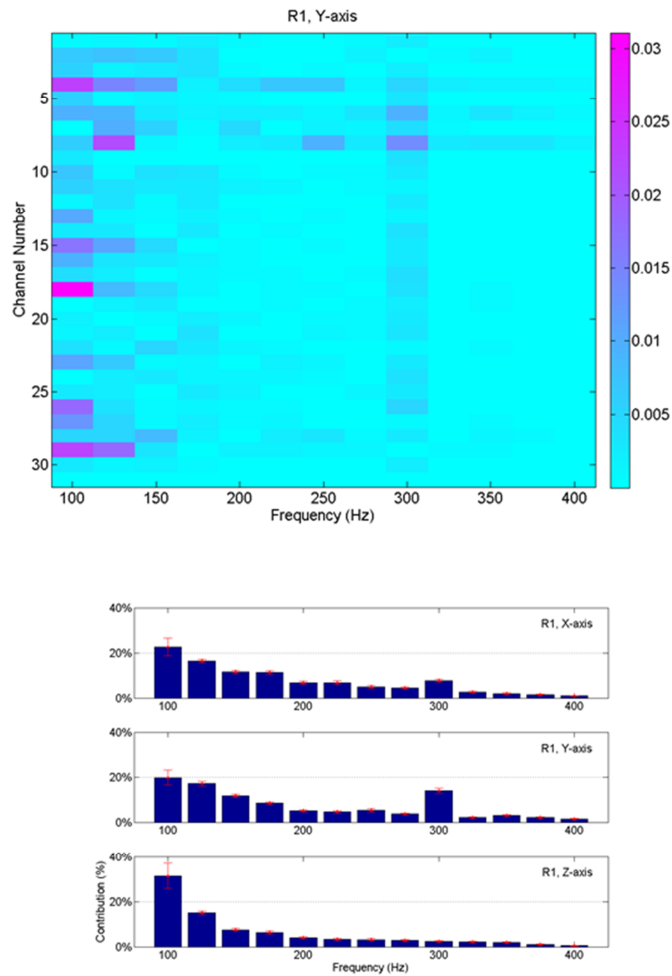 R1, Y-axis
Channel Number
5
10
15
20
25
30
100 150 200 250 300 350 400
Frequency (Hz)
0.03
0.025
0.02
0.015
0.01
0.005
40%
20%
0%
R1, X-axis
100 200 300 400
40%
20%
0%
R1, Y-axis
100 200 300 400
Contribution (%)
40%
20%
0%
R1, Z-axis
100 200 300 400
Frequency (Hz)